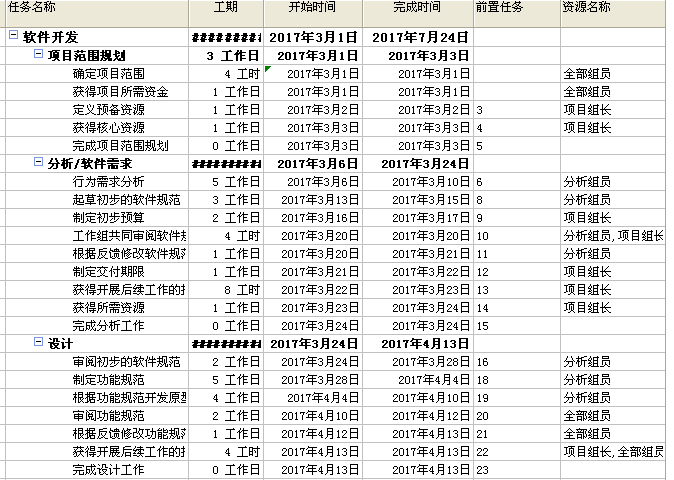 任务名称 工期 开始时间 完成时间 前置任务 资源名称
软件开发 ######### 2017年3月1日 2017年7月24日
项目范围规划 3 工作日 2017年3月1日 2017年3月3日
确定项目范围 4 工时 2017年3月1日 2017年3月1日 全部组员
获得项目所需资金 1 工作日 2017年3月1日 2017年3月1日 全部组员
定义预备资源 1 工作日 2017年3月2日 2017年3月2日 3 项目组长
获得核心资源 1 工作日 2017年3月3日 2017年3月3日 4 项目组长
完成项目范围规划 0 工作日 2017年3月3日 2017年3月3日 5
分析/软件需求 ######### 2017年3月6日 2017年3月24日
行为需求分析 5 工作日 2017年3月6日 2017年3月10日 6 分析组员
起草初步的软件规范 3 工作日 2017年3月13日 2017年3月15日 8 分析组员
制定初步预算 2 工作日 2017年3月16日 2017年3月17日 9 项目组长
工作组共同审阅软件 4 工时 2017年3月20日 2017年3月20日 10 分析组员,项目组长
根据反馈修改软件规 1 工作日 2017年3月20日 2017年3月21日 11 分析组员
制定交付期限 1 工作日 2017年3月21日 2017年3月22日 12 项目组长
获得开展后续工作的 8 工时 2017年3月22日 2017年3月23日 13 项目组长
获得所需资源 1 工作日 2017年3月23日 2017年3月24日 14 项目组长
完成分析工作 0 工作日 2017年3月24日 2017年3月24日 15
设计 ######### 2017年3月24日 2017年4月13日
审阅初步的软件规范 2 工作日 2017年3月24日 2017年3月28日 16 分析组员
制定功能规范 5 工作日 2017年3月28日 2017年4月4日 18 分析组员
根据功能规范开发原 4 工作日 2017年4月4日 2017年4月10日 19 分析组员
审阅功能规范 2 工作日 2017年4月10日 2017年4月12日 20 全部组员
根据反馈修改功能规 1 工作日 2017年4月12日 2017年4月13日 21 全部组员
获得开展后续工作的 4 工时 2017年4月13日 2017年4月13日 22 项目组长,全部组员
完成设计工作 0 工作日 2017年4月13日 2017年4月13日 23